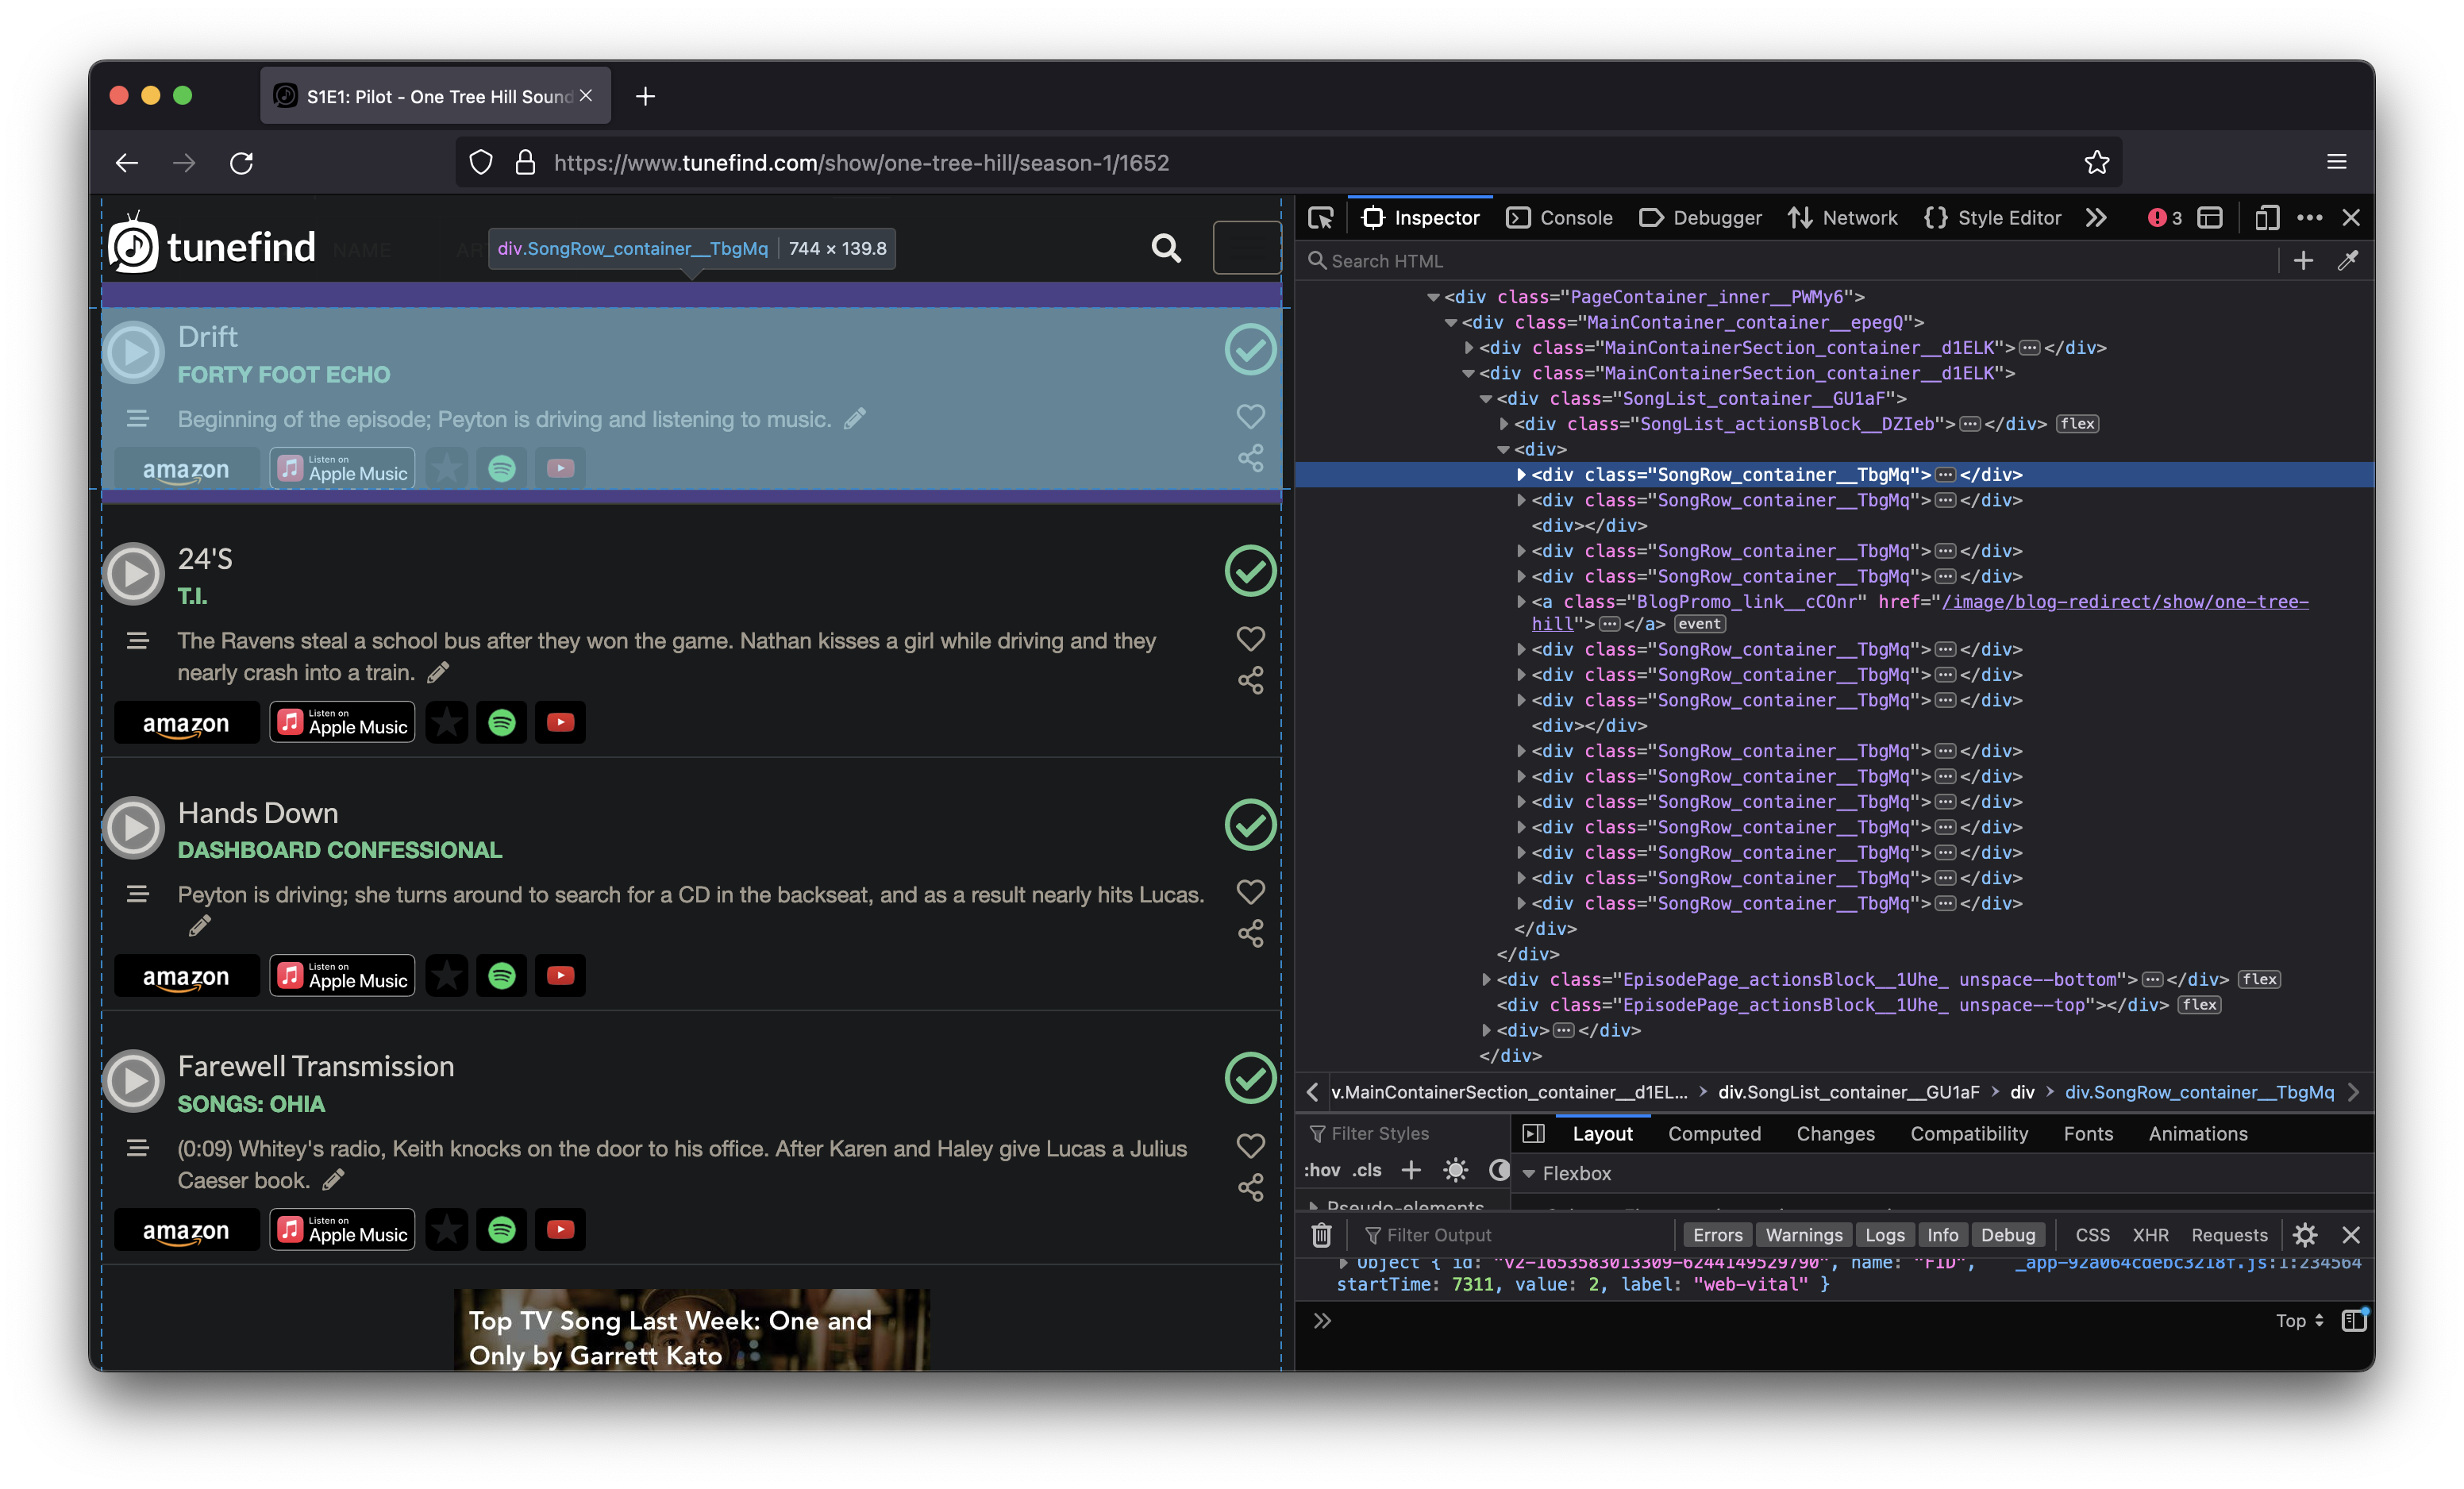 S1E1: Pilot - One Tree Hill Sound
https://www.tunefind.com/show/one-tree-hill/season-1/1652
tunefind
NAME
div.SongRow_container__TbgMq 744 × 139.8
Drift
FORTY FOOT ECHO
Beginning of the episode; Peyton is driving and listening to music.
amazon Listen on Apple Music
24'S
T.I.
The Ravens steal a school bus after they won the game. Nathan kisses a girl while driving and they
nearly crash into a train.
amazon Listen on Apple Music
Hands Down
DASHBOARD CONFESSIONAL
Peyton is driving; she turns around to search for a CD in the backseat, and as a result nearly hits Lucas.
amazon Listen on Apple Music
Farewell Transmission
SONGS: OHIA
(0:09) Whitey's radio, Keith knocks on the door to his office. After Karen and Haley give Lucas a Julius
Caeser book.
amazon Listen on Apple Music
Top TV Song Last Week: One and
Only by Garrett Kato
Inspector Console Debugger Network Style Editor 3
Search HTML
<div class="PageContainer_inner__PWMy6">
<div class="MainContainer_container__epegQ">
<div class="MainContainerSection_container__d1ELK"></div>
<div class="MainContainerSection_container__d1ELK">
<div class="SongList_container__GU1aF">
<div class="SongList_actionsBlock__DZIeb"></div> flex
<div>
<div class="SongRow_container__TbgMq"></div>
<div class="SongRow_container__TbgMq"></div>
<div></div>
<div class="SongRow_container__TbgMq"></div>
<div class="SongRow_container__TbgMq"></div>
<a class="BlogPromo_link__cCOnr" href="/image/blog-redirect/show/one-tree-
hill"></a> event
<div class="SongRow_container__TbgMq"></div>
<div class="SongRow_container__TbgMq"></div>
<div class="SongRow_container__TbgMq"></div>
<div></div>
<div class="SongRow_container__TbgMq"></div>
<div class="SongRow_container__TbgMq"></div>
<div class="SongRow_container__TbgMq"></div>
<div class="SongRow_container__TbgMq"></div>
<div class="SongRow_container__TbgMq"></div>
<div class="SongRow_container__TbgMq"></div>
<div class="SongRow_container__TbgMq"></div>
</div>
</div>
<div class="EpisodePage_actionsBlock__1Uhe_ unspace--bottom"></div> flex
<div class="EpisodePage_actionsBlock__1Uhe_ unspace--top"></div> flex
<div></div>
</div>
v.MainContainerSection_container__d1EL... div.SongList_container__GU1aF div div.SongRow_container__TbgMq
Filter Styles
:hov .cls
Pseudo-elements
Layout Computed Changes Compatibility Fonts Animations
Flexbox
Filter Output Errors Warnings Logs Info Debug CSS XHR Requests
Object { id: "v2-1653583013309-6244149529790", name: "FID", _app-92a064cdebc3218f.js:1:234564
startTime: 7311, value: 2, label: "web-vital" }
Top